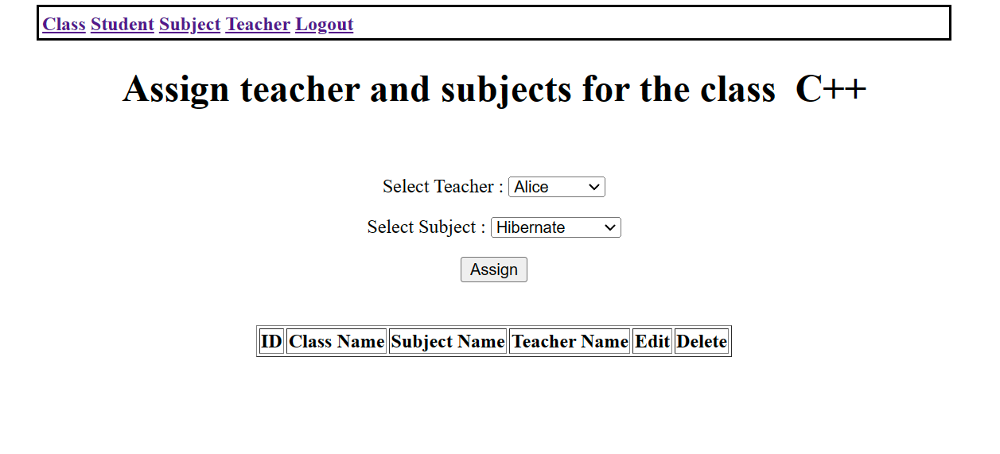 Class Student Subject Teacher Logout
Assign teacher and subjects for the class C++
Select Teacher : Alice
Select Subject : Hibernate
Assign
ID Class Name Subject Name Teacher Name Edit Delete